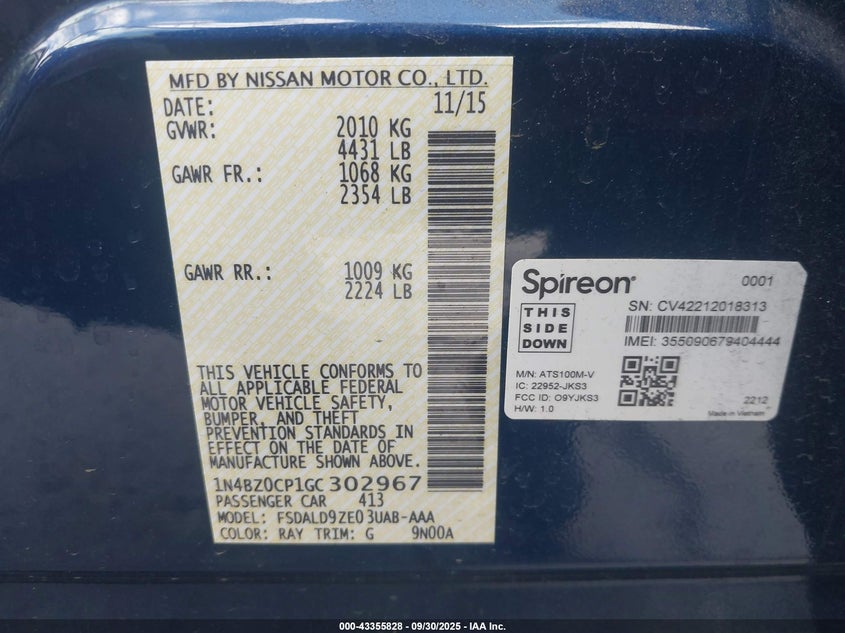 MFD BY NISSAN MOTOR CO., LTD.
DATE: 11/15
GVWR: 2010 KG
4431 LB
GAWR FR.: 1068 KG
2354 LB
GAWR RR.: 1009 KG
2224 LB
THIS VEHICLE CONFORMS TO
ALL APPLICABLE FEDERAL
MOTOR VEHICLE SAFETY,
BUMPER, AND THEFT
PREVENTION STANDARDS IN
EFFECT ON THE DATE OF
MANUFACTURE SHOWN ABOVE.
1N4BZ0CP1GC302967
PASSENGER CAR 413
MODEL: FSDALD9ZE03UAB-AAA
COLOR: RAY TRIM: G 9N00A
Spireon® 0001
THIS
SIDE
DOWN
SN: CV42212018313
IMEI: 355090679404444
M/N: ATS100M-V
IC: 22952-JKS3
FCC ID: O9YJKS3
H/W: 1.0
2212
Made in Vietnam
000-43355828 - 09/30/2025 - IAA Inc.